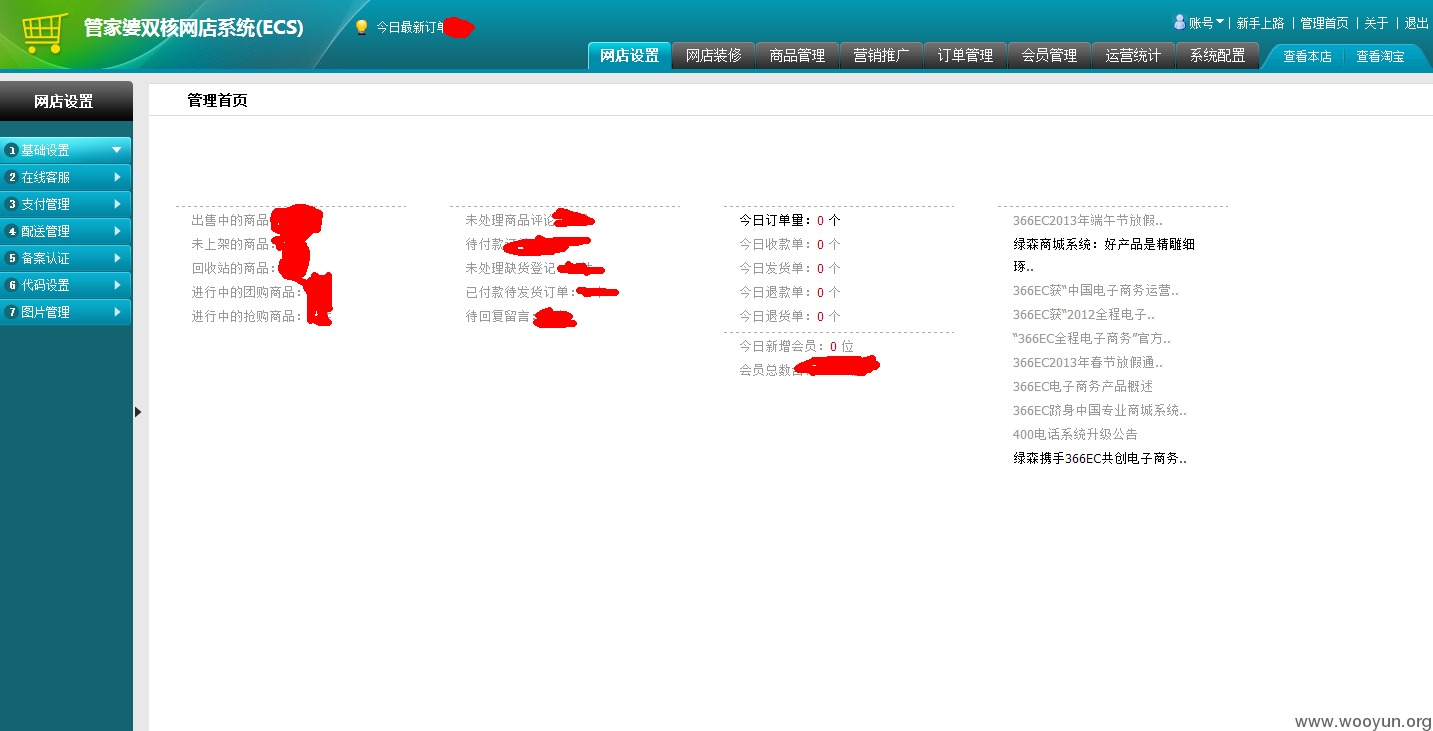 管家婆双核网店系统(ECS)
今日最新订单
账号 | 新手上路 | 管理首页 | 关于 | 退出
网店设置 网店装修 商品管理 营销推广 订单管理 会员管理 运营统计 系统配置 查看本店 查看淘宝
网店设置
1 基础设置
2 在线客服
3 支付管理
4 配送管理
5 备案认证
6 代码设置
7 图片管理
管理首页
出售中的商品
未上架的商品:
回收站的商品:
进行中的团购商品:
进行中的抢购商品:
未处理商品评论
待付款
未处理缺货登记
已付款待发货订单:
待回复留言
今日订单量: 0 个
今日收款单: 0 个
今日发货单: 0 个
今日退款单: 0 个
今日退货单: 0 个
今日新增会员: 0 位
会员总数
366EC2013年端午节放假..
绿森商城系统：好产品是精雕细
琢..
366EC获“中国电子商务运营..
366EC获“2012全程电子..
“366EC全程电子商务”官方..
366EC2013年春节放假通..
366EC电子商务产品概述
366EC跻身中国专业商城系统..
400电话系统升级公告
绿森携手366EC共创电子商务..
www.wooyun.org